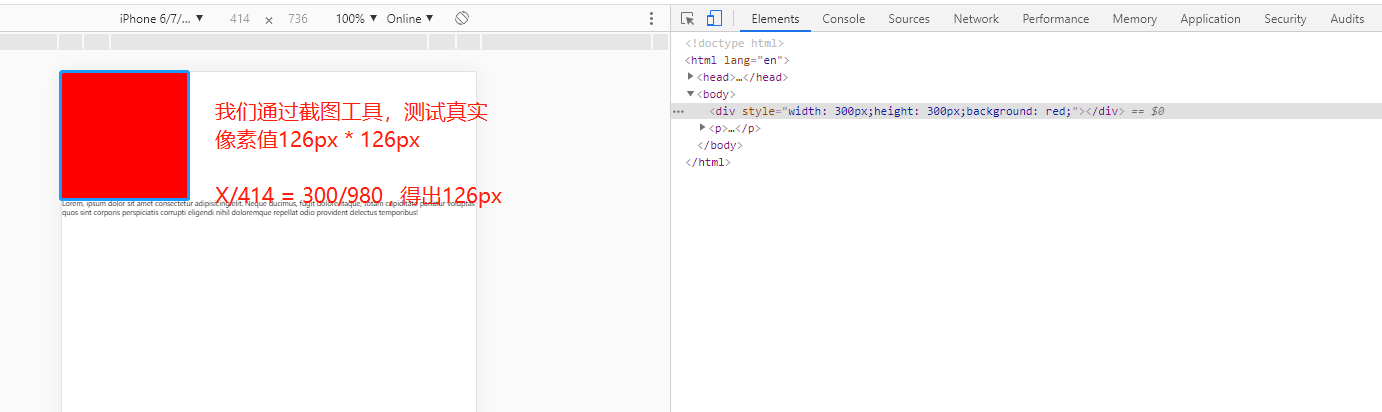 iPhone 6/7/... ▼ 414 × 736 100% ▼ Online ▼
Elements Console Sources Network Performance Memory Application Security Audits
我们通过截图工具，测试真实
像素值126px * 126px
X/414 = 300/980 , 得出126px
Lorem, ipsum dolor sit amet consectetur adipisicing elit. Neque ducimus, fugit doloremque, totam cupiditate pariatur voluptas
quos sint corporis perspiciatis corrupti eligendi nihil doloremque repellat odio provident delectus temporibus!
<!doctype html>
<html lang="en">
<head>…</head>
<body>
<div style="width: 300px;height: 300px;background: red;"></div> == $0
<p>…</p>
</body>
</html>